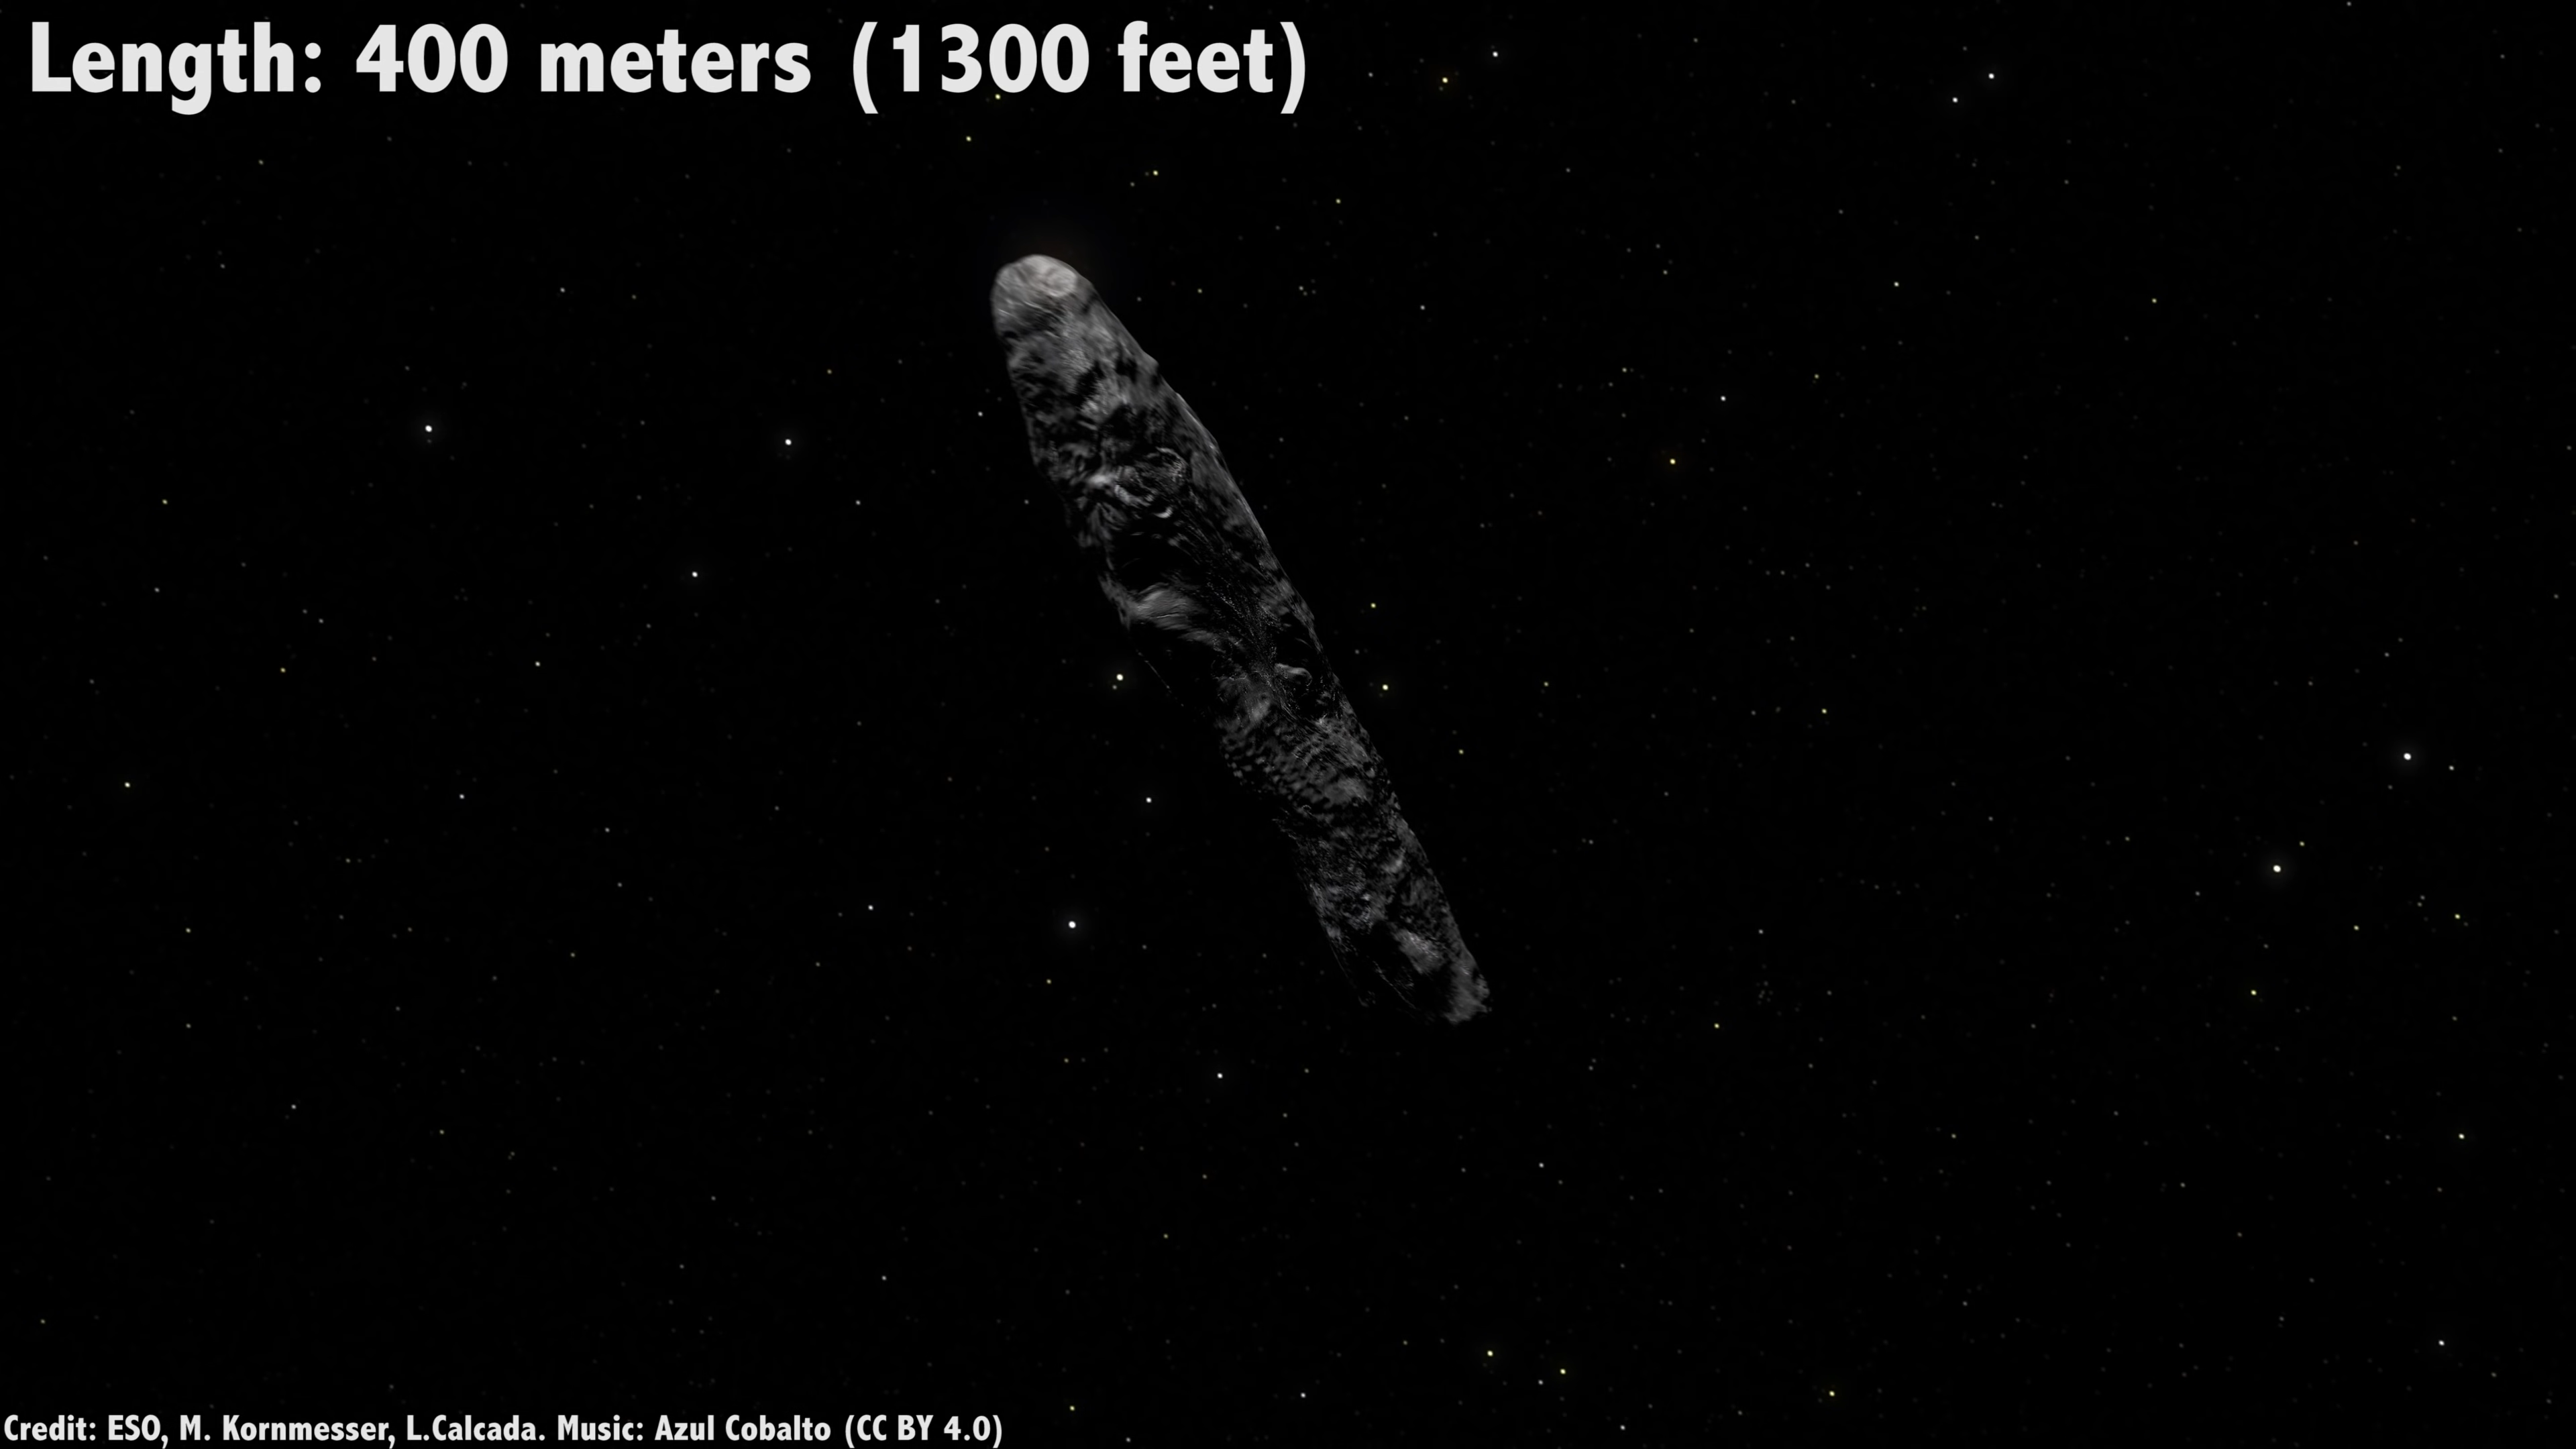 Length: 400 meters (1300 feet)
Credit: ESO, M. Kornmesser, L.Calcada. Music: Azul Cobalto (CC BY 4.0)